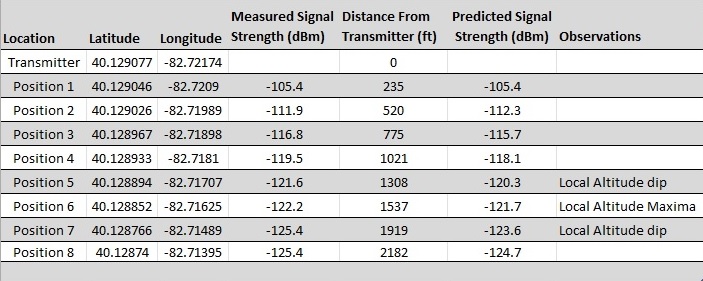 Location Latitude Longitude Measured Signal Strength (dBm) Distance From Transmitter (ft) Predicted Signal Strength (dBm) Observations
Transmitter 40.129077 -82.72174 0
Position 1 40.129046 -82.7209 -105.4 235 -105.4
Position 2 40.129026 -82.71989 -111.9 520 -112.3
Position 3 40.128967 -82.71898 -116.8 775 -115.7
Position 4 40.128933 -82.7181 -119.5 1021 -118.1
Position 5 40.128894 -82.71707 -121.6 1308 -120.3 Local Altitude dip
Position 6 40.128852 -82.71625 -122.2 1537 -121.7 Local Altitude Maxima
Position 7 40.128766 -82.71489 -125.4 1919 -123.6 Local Altitude dip
Position 8 40.12874 -82.71395 -125.4 2182 -124.7